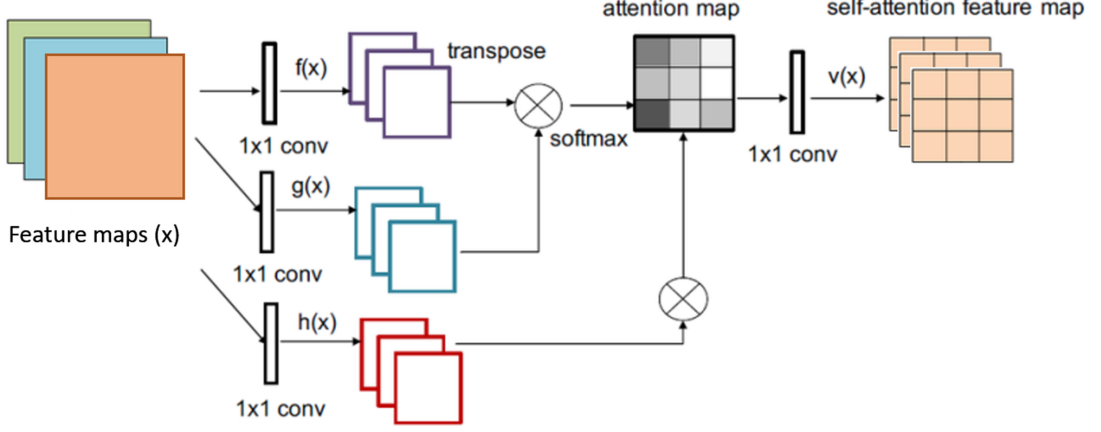 attention map
self-attention feature map
f(x)
transpose
v(x)
1x1 conv
softmax
1x1 conv
g(x)
Feature maps (x)
1x1 conv
h(x)
1x1 conv